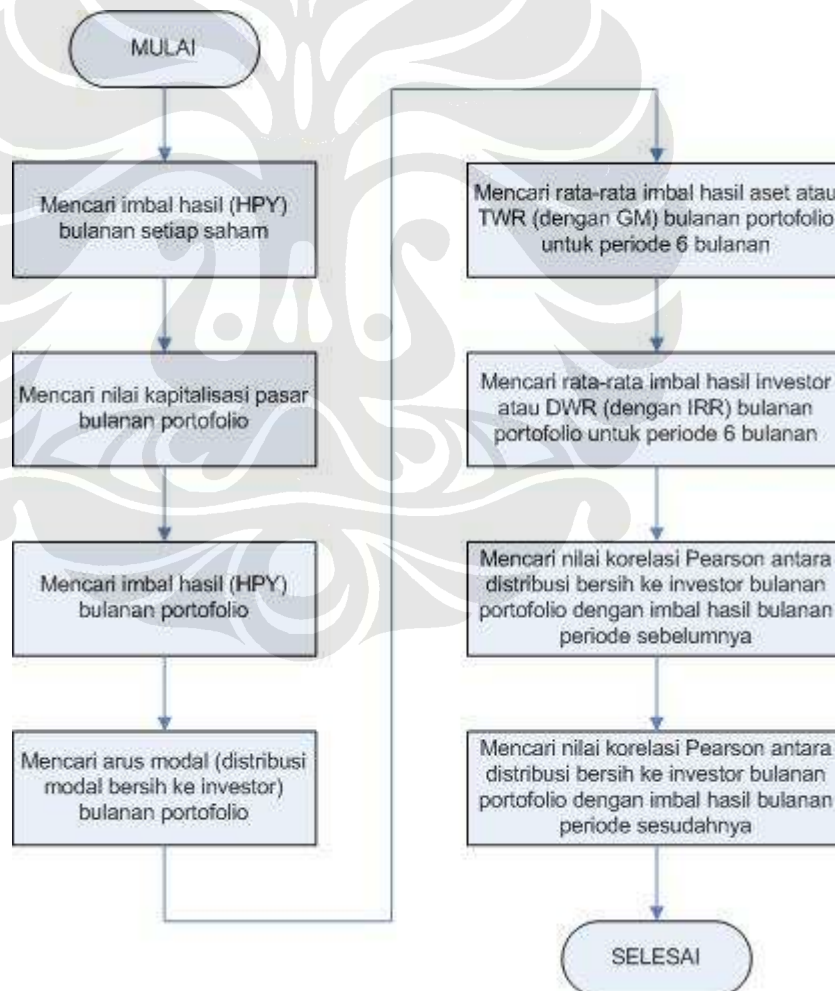 MULAI
Mencari imbal hasil (HPY)
bulanan setiap saham
Mencari nilai kapitalisasi pasar
bulanan portofolio
Mencari imbal hasil (HPY)
bulanan portofolio
Mencari arus modal (distribusi
modal bersih ke investor)
bulanan portofolio
Mencari rata-rata imbal hasil aset atau
TWR (dengan GM) bulanan portofolio
untuk periode 6 bulanan
Mencari rata-rata imbal hasil investor
atau DWR (dengan IRR) bulanan
portofolio untuk periode 6 bulanan
Mencari nilai korelasi Pearson antara
distribusi bersih ke investor bulanan
portofolio dengan imbal hasil bulanan
periode sebelumnya
Mencari nilai korelasi Pearson antara
distribusi bersih ke investor bulanan
portofolio dengan imbal hasil bulanan
periode sesudahnya
SELESAI